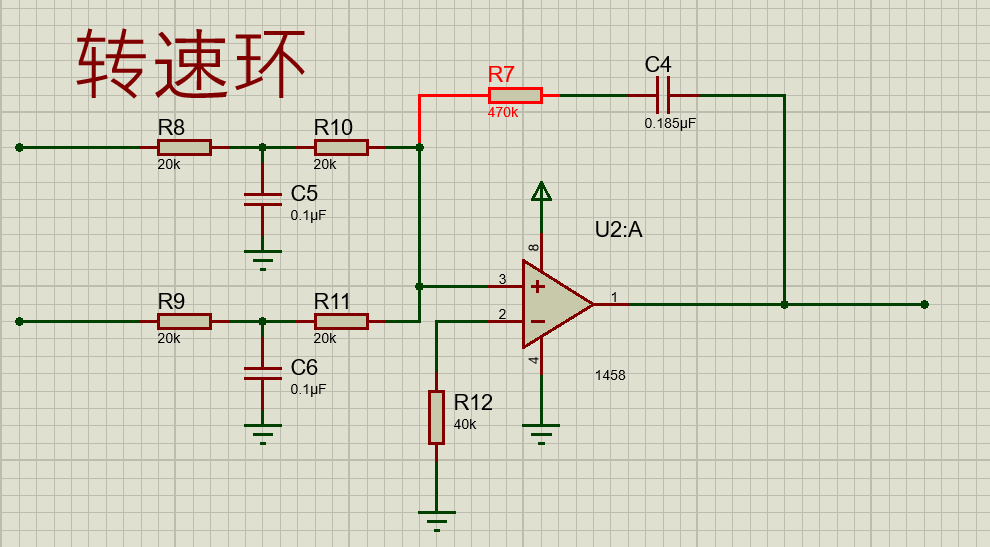 转速环
R7
470k
C4
0.185µF
R8
20k
R10
20k
C5
0.1µF
8
U2:A
3
2
1
4
1458
R9
20k
R11
20k
C6
0.1µF
R12
40k